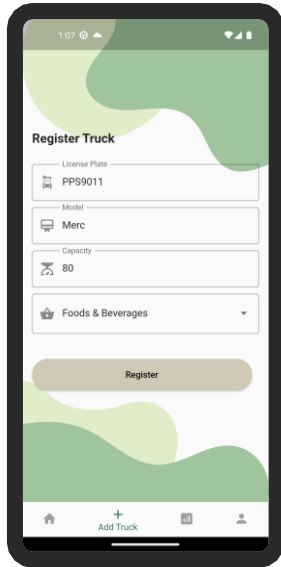 1:07
Register Truck
License Plate
PPS9011
Model
Merc
Capacity
80
Foods & Beverages
Register
Add Truck